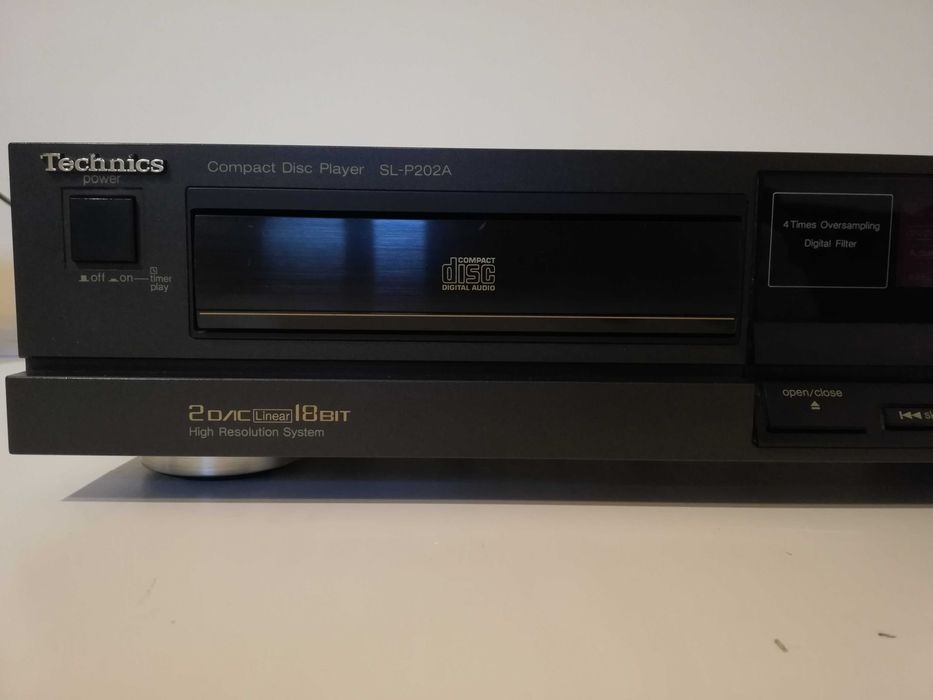 Technics
power
Compact Disc Player SL-P202A
off on timer
play
COMPACT
disc
DIGITAL AUDIO
4 Times Oversampling
Digital Filter
2 D/AC Linear 18 BIT
High Resolution System
open/close